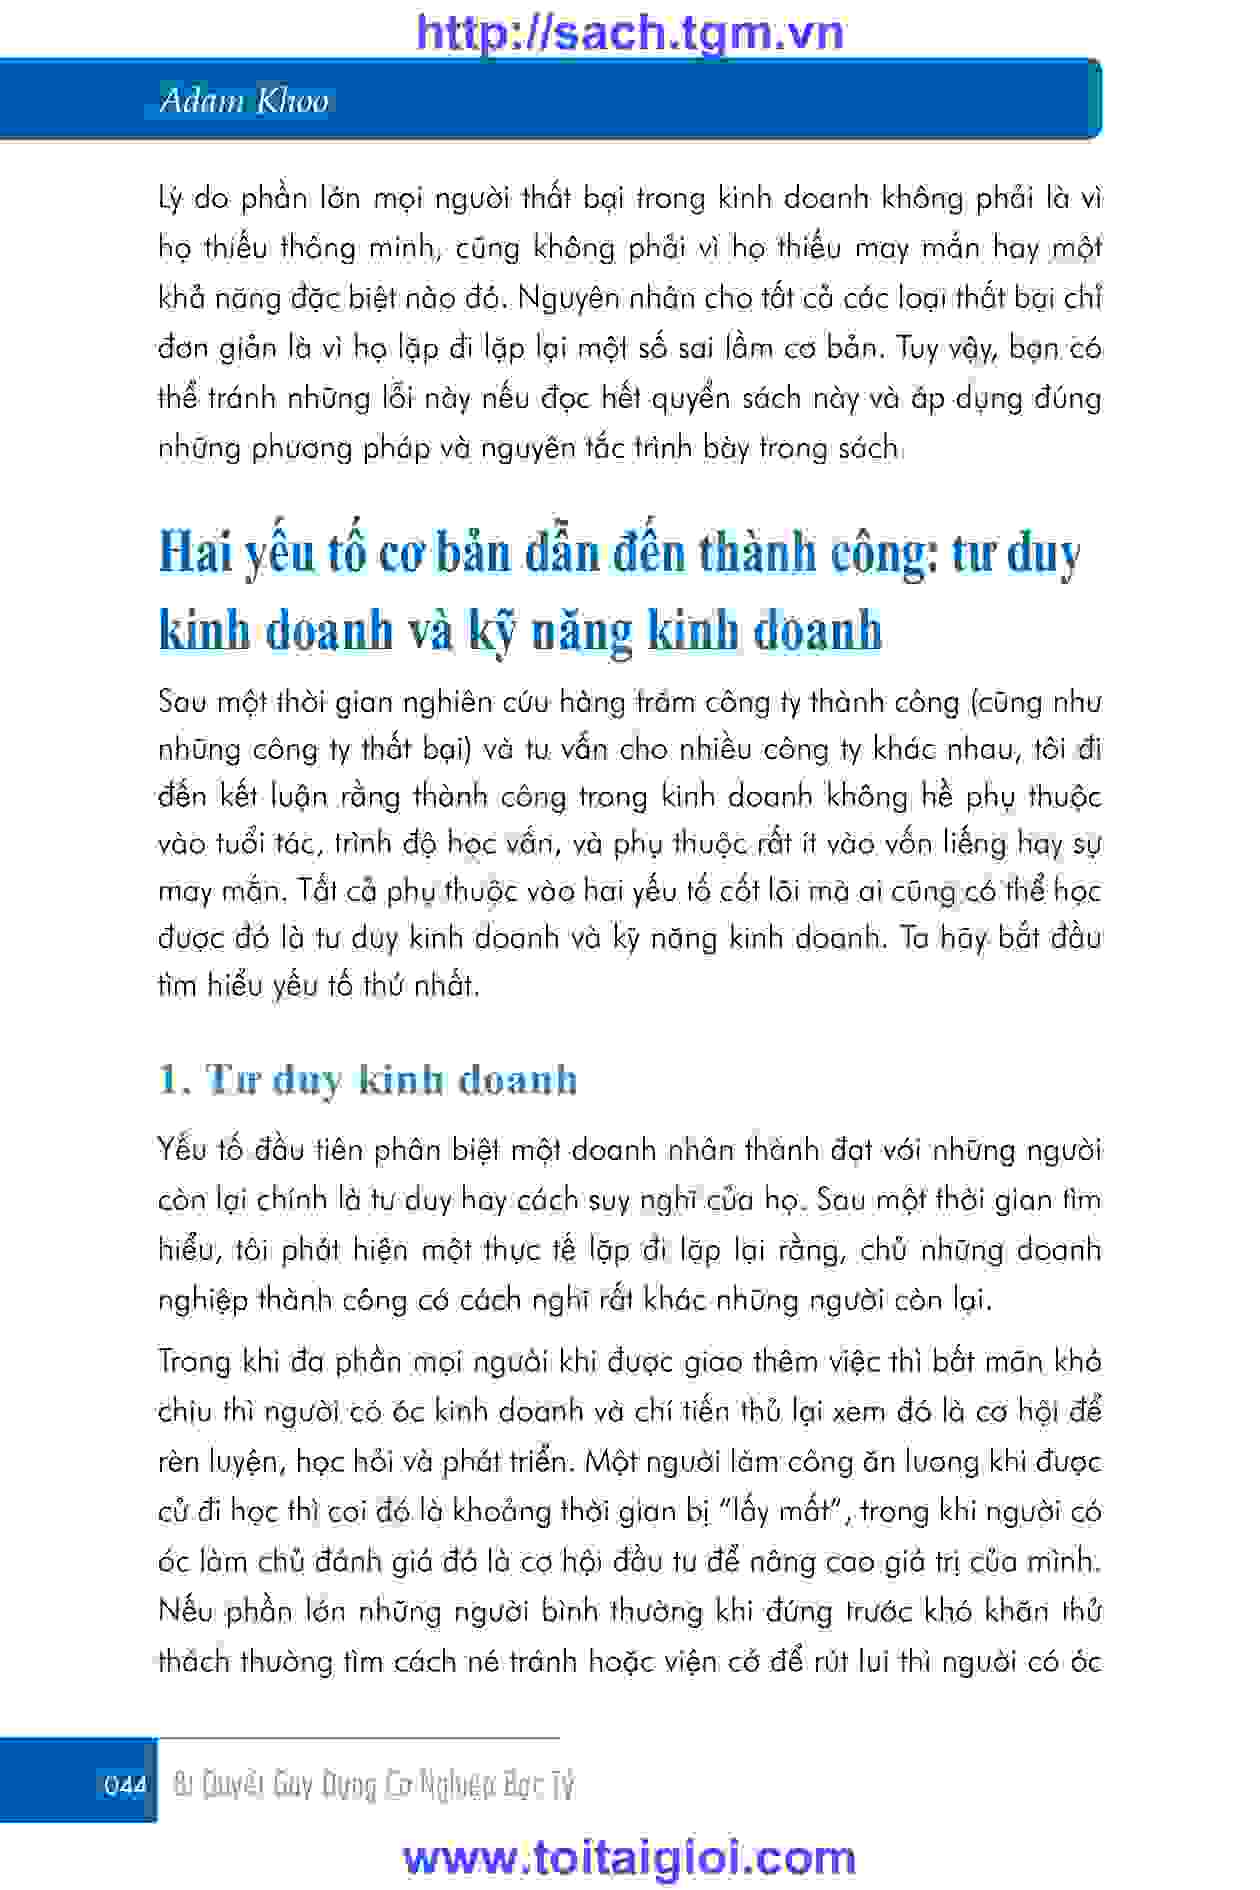 http://sach.tgm.vn
Adam Khoo
Lý do phần lớn mọi người thất bại trong kinh doanh không phải là vì
họ thiếu thông minh, cũng không phải vì họ thiếu may mắn hay một
khả năng đặc biệt nào đó. Nguyên nhân cho tất cả các loại thất bại chỉ
đơn giản là vì họ lặp đi lặp lại một số sai lầm cơ bản. Tuy vậy, bạn có
thể tránh những lỗi này nếu đọc hết quyển sách này và áp dụng đúng
những phương pháp và nguyên tắc trình bày trong sách.
Hai yếu tố cơ bản dẫn đến thành công: tư duy
kinh doanh và kỹ năng kinh doanh
Sau một thời gian nghiên cứu hàng trăm công ty thành công (cũng như
những công ty thất bại) và tư vấn cho nhiều công ty khác nhau, tôi đi
đến kết luận rằng thành công trong kinh doanh không hề phụ thuộc
vào tuổi tác, trình độ học vấn, và phụ thuộc rất ít vào vốn liếng hay sự
may mắn. Tất cả phụ thuộc vào hai yếu tố cốt lõi mà ai cũng có thể học
được đó là tư duy kinh doanh và kỹ năng kinh doanh. Ta hãy bắt đầu
tìm hiểu yếu tố thứ nhất.
1. Tư duy kinh doanh
Yếu tố đầu tiên phân biệt một doanh nhân thành đạt với những người
còn lại chính là tư duy hay cách suy nghĩ của họ. Sau một thời gian tìm
hiểu, tôi phát hiện một thực tế lặp đi lặp lại rằng, chủ những doanh
nghiệp thành công có cách nghĩ rất khác những người còn lại.
Trong khi đa phần mọi người khi được giao thêm việc thì bất mãn khó
chịu thì người có óc kinh doanh và chí tiến thủ lại xem đó là cơ hội để
rèn luyện, học hỏi và phát triển. Một người làm công ăn lương khi được
cử đi học thì coi đó là khoảng thời gian bị “lấy mất”, trong khi người có
óc làm chủ đánh giá đó là cơ hội đầu tư để nâng cao giá trị của mình.
Nếu phần lớn những người bình thường khi đứng trước khó khăn thử
thách thường tìm cách né tránh hoặc viện cớ để rút lui thì người có óc
044 Bí Quyết Gây Dựng Cơ Nghiệp Bạc Tỷ
www.toitaigioi.com